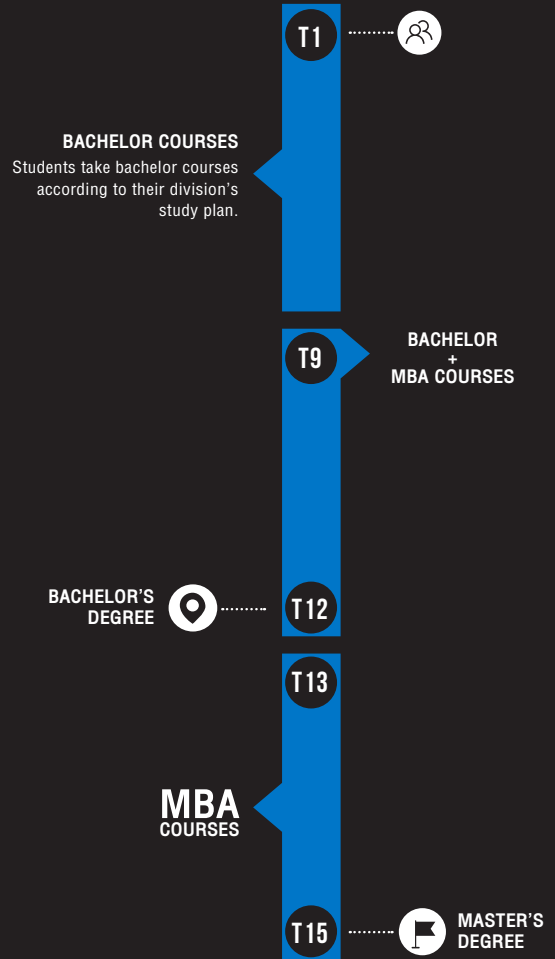 T1
BACHELOR COURSES
Students take bachelor courses
according to their division's
study plan.
T9
BACHELOR
+
MBA COURSES
BACHELOR'S
DEGREE
T12
T13
MBA
COURSES
T15
MASTER'S
DEGREE